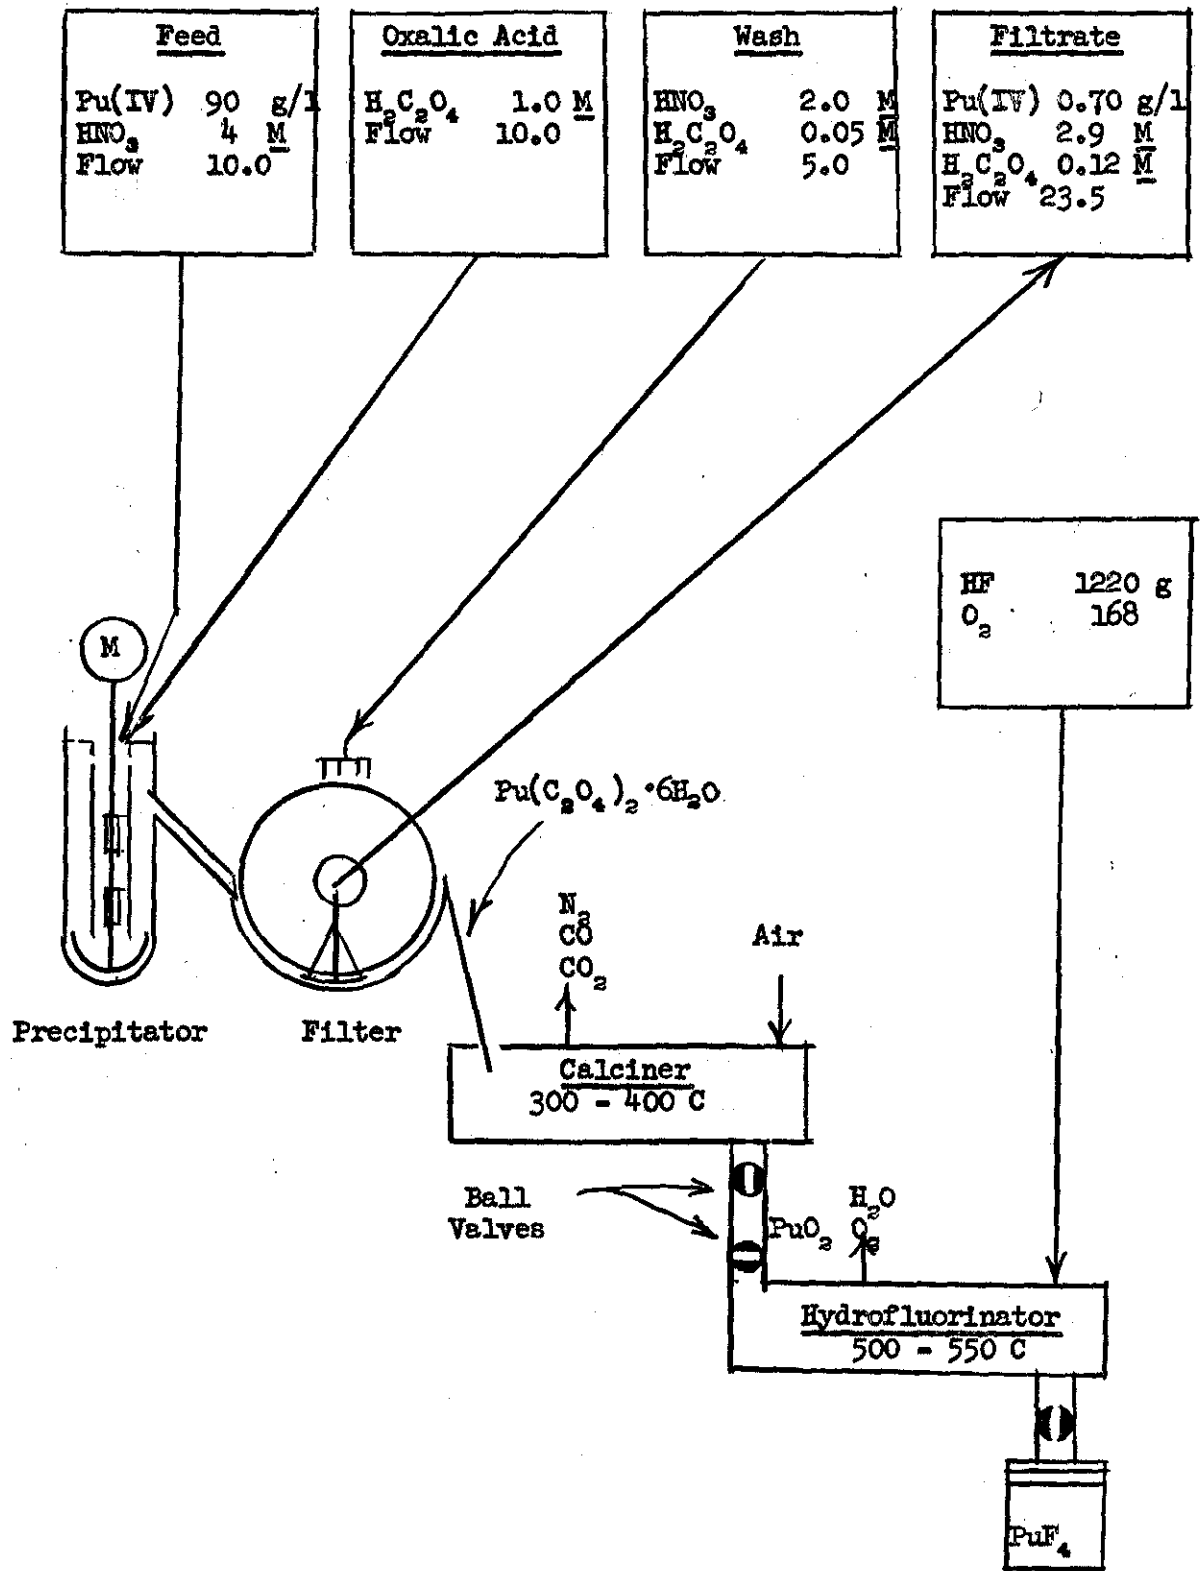 Feed
Pu(IV) 90 g/l
HNO₃ 4 M
Flow 10.0
Oxalic Acid
H₂C₂O₄ 1.0 M
Flow 10.0
Wash
HNO₃ 2.0 M
H₂C₂O₄ 0.05 M
Flow 5.0
Filtrate
Pu(IV) 0.70 g/l
HNO₃ 2.9 M
H₂C₂O₄ 0.12 M
Flow 23.5
HF 1220 g
O₂ 168
M
Pu(C₂O₄)₂·6H₂O
N₂
CO
CO₂
Air
Precipitator
Filter
Calciner
300 - 400 C
Ball
Valves
PuO₂
H₂O
O₂
Hydrofluorinator
500 - 550 C
PuF₄